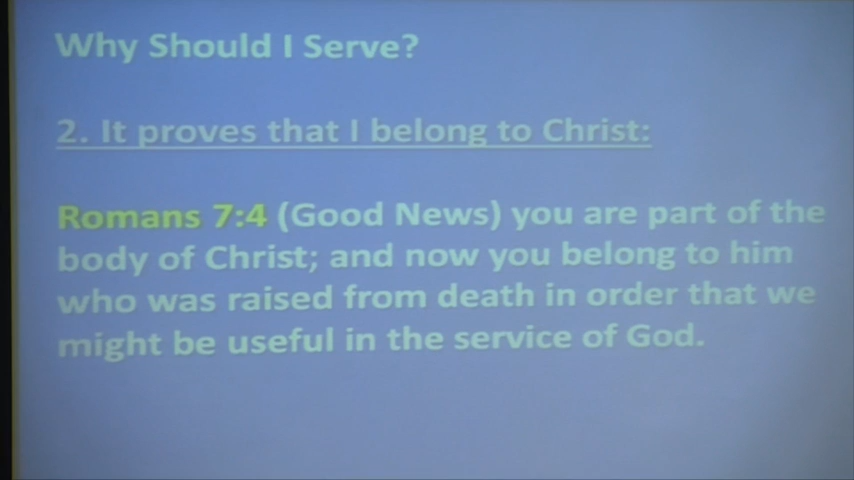 Why Should I Serve?
2. It proves that I belong to Christ:
Romans 7:4 (Good News) you are part of the
body of Christ; and now you belong to him
who was raised from death in order that we
might be useful in the service of God.